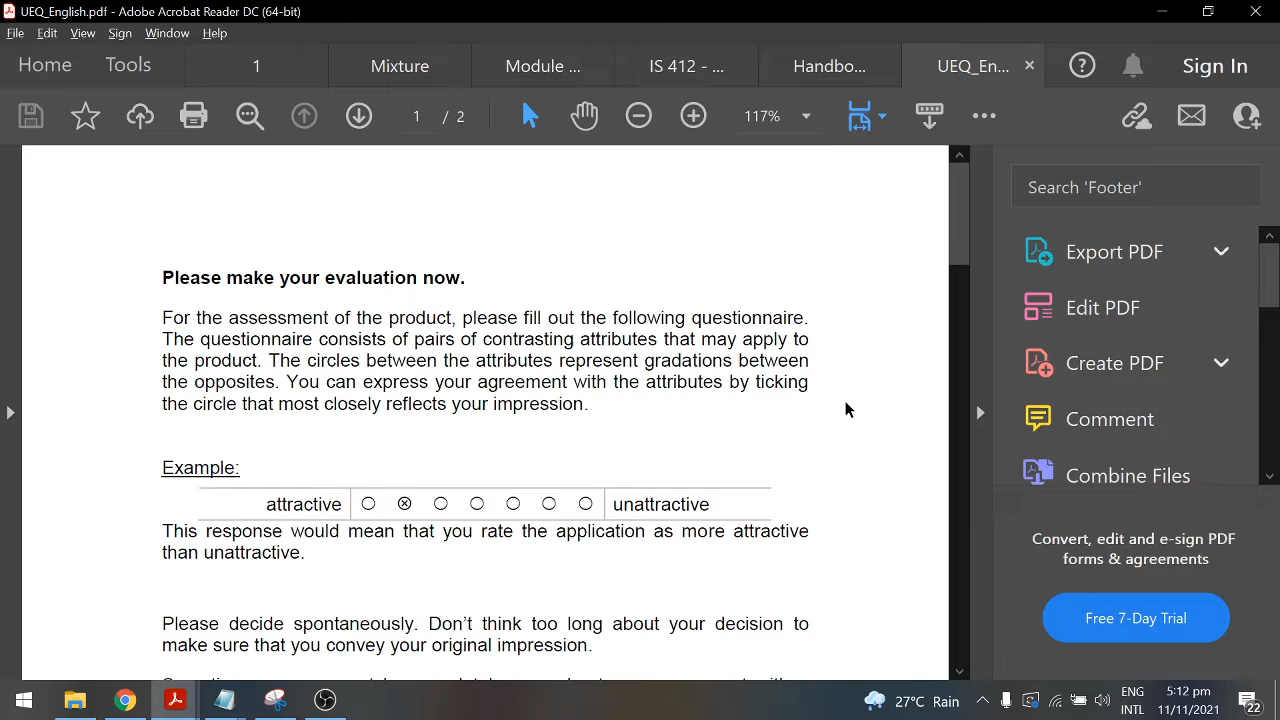 UEQ_English.pdf - Adobe Acrobat Reader DC (64-bit)
File Edit View Sign Window Help
Home Tools 1 Mixture Module ... IS 412 - ... Handbo... UEQ_En... Sign In
1 / 2 117%
Please make your evaluation now.
For the assessment of the product, please fill out the following questionnaire.
The questionnaire consists of pairs of contrasting attributes that may apply to
the product. The circles between the attributes represent gradations between
the opposites. You can express your agreement with the attributes by ticking
the circle that most closely reflects your impression.
Example:
attractive unattractive
This response would mean that you rate the application as more attractive
than unattractive.
Please decide spontaneously. Don't think too long about your decision to
make sure that you convey your original impression.
Search 'Footer'
Export PDF
Edit PDF
Create PDF
Comment
Combine Files
Convert, edit and e-sign PDF
forms & agreements
Free 7-Day Trial
27°C Rain
ENG
INTL
5:12 pm
11/11/2021
22